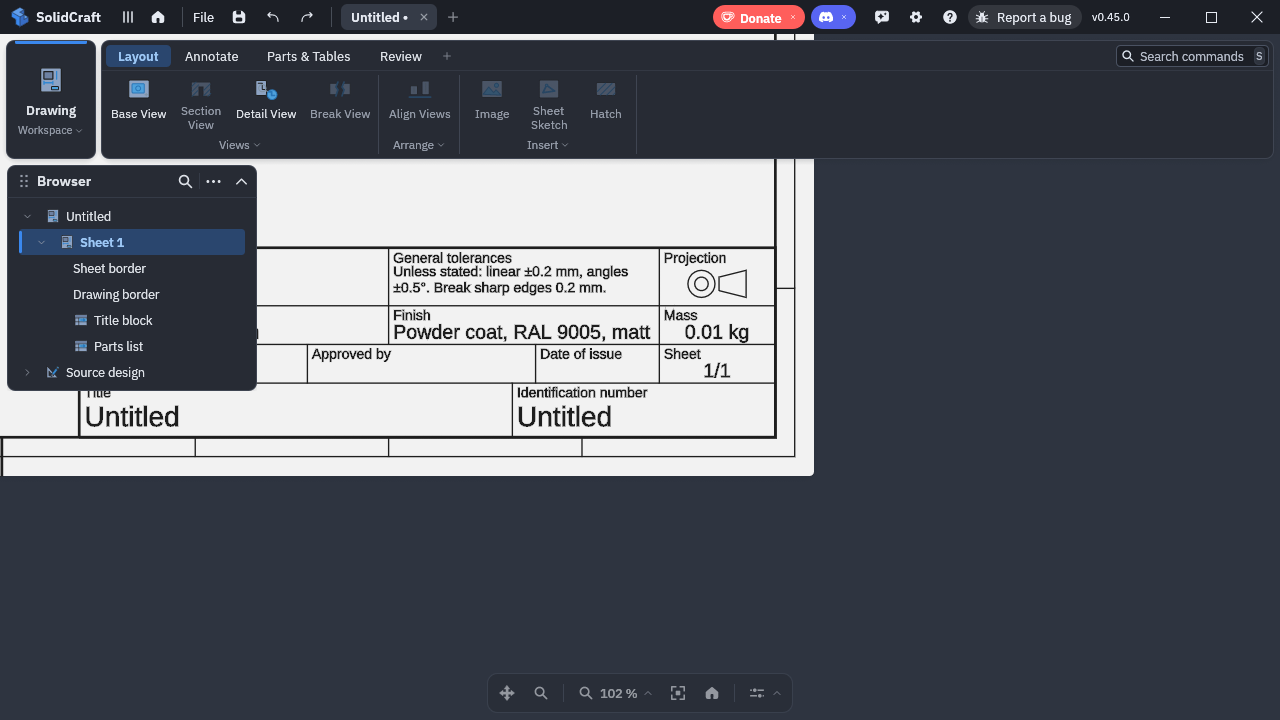 SolidCraft
File
Untitled •
Donate
Report a bug
v0.45.0
Drawing
Workspace
Layout
Annotate
Parts & Tables
Review
Search commands
S
Base View
Section View
Detail View
Break View
Align Views
Image
Sheet Sketch
Hatch
Views
Arrange
Insert
Browser
Untitled
Sheet 1
Sheet border
Drawing border
Title block
Parts list
Source design
General tolerances
Unless stated: linear ±0.2 mm, angles
±0.5°. Break sharp edges 0.2 mm.
Projection
Finish
Powder coat, RAL 9005, matt
Mass
0.01 kg
Approved by
Date of issue
Sheet
1/1
Title
Untitled
Identification number
Untitled
102 %